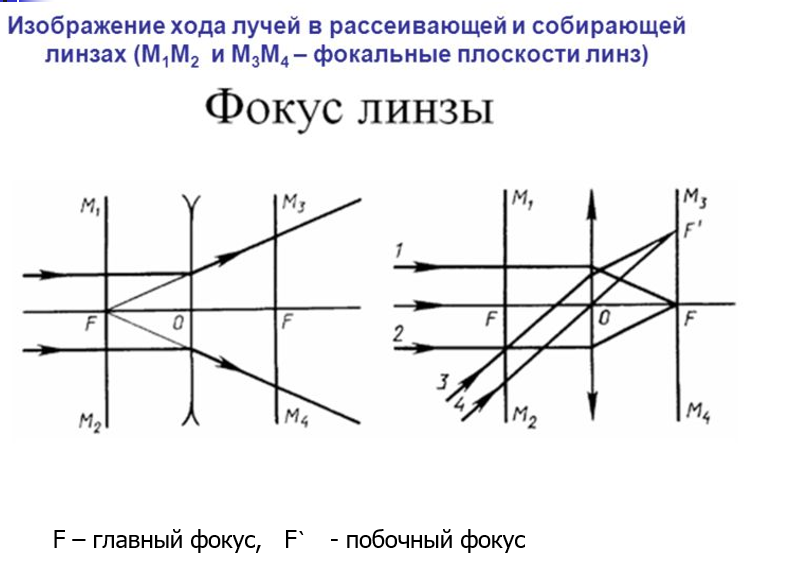 Изображение хода лучей в рассеивающей и собирающей
линзах (M₁M₂ и M₃M₄ – фокальные плоскости линз)
Фокус линзы
M₁
M₃
F
O
F
M₂
M₄
M₁
M₃
F'
1
F
O
F
2
3
4
M₂
M₄
F – главный фокус, F` - побочный фокус